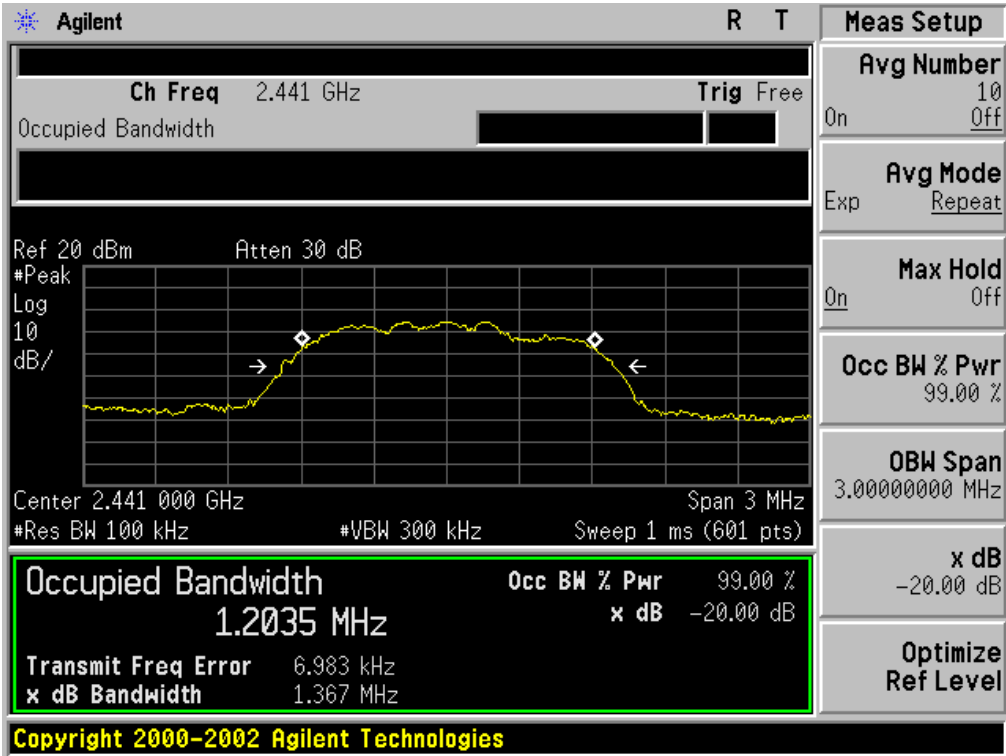 Agilent R T
Ch Freq 2.441 GHz Trig Free
Occupied Bandwidth
Ref 20 dBm Atten 30 dB
#Peak
Log
10
dB/
Center 2.441 000 GHz Span 3 MHz
#Res BW 100 kHz #VBW 300 kHz Sweep 1 ms (601 pts)
Occupied Bandwidth
1.2035 MHz
Occ BW % Pwr 99.00 %
x dB -20.00 dB
Transmit Freq Error 6.983 kHz
x dB Bandwidth 1.367 MHz
Copyright 2000-2002 Agilent Technologies
Meas Setup
Avg Number
10
On Off
Avg Mode
Exp Repeat
Max Hold
On Off
Occ BW % Pwr
99.00 %
OBW Span
3.00000000 MHz
x dB
-20.00 dB
Optimize
Ref Level